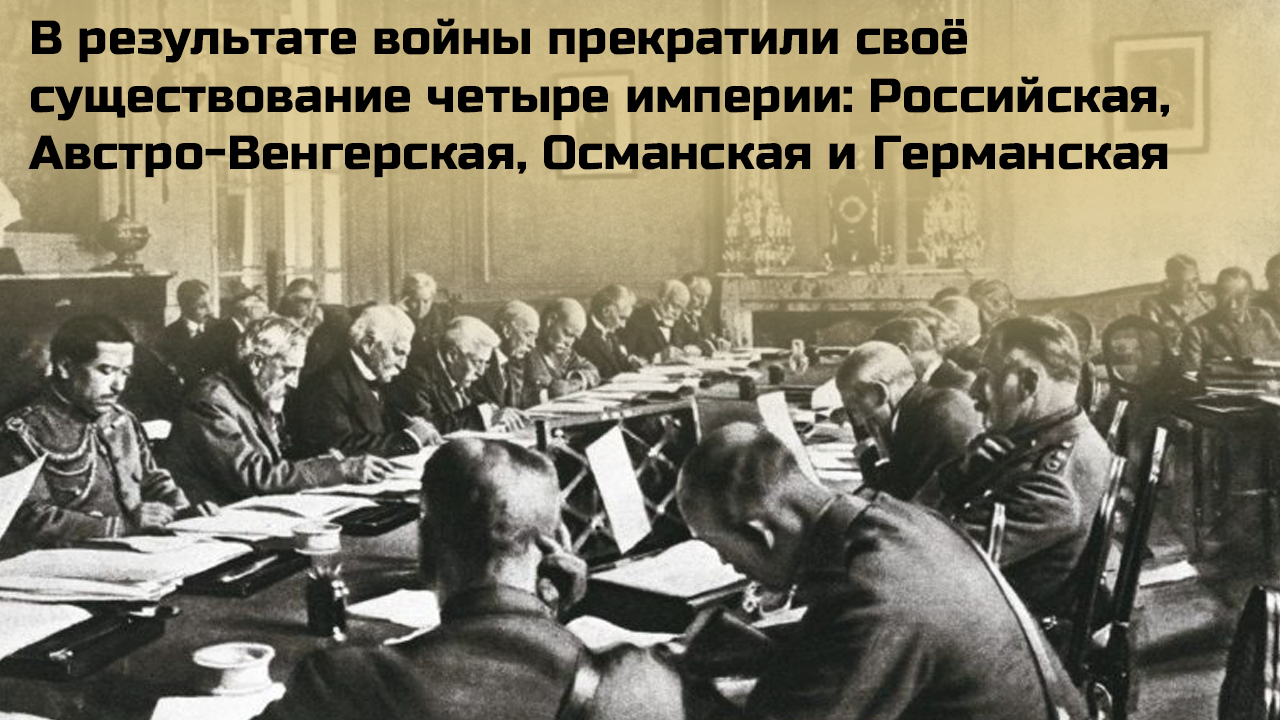 В результате войны прекратили своё
существование четыре империи: Российская,
Австро-Венгерская, Османская и Германская